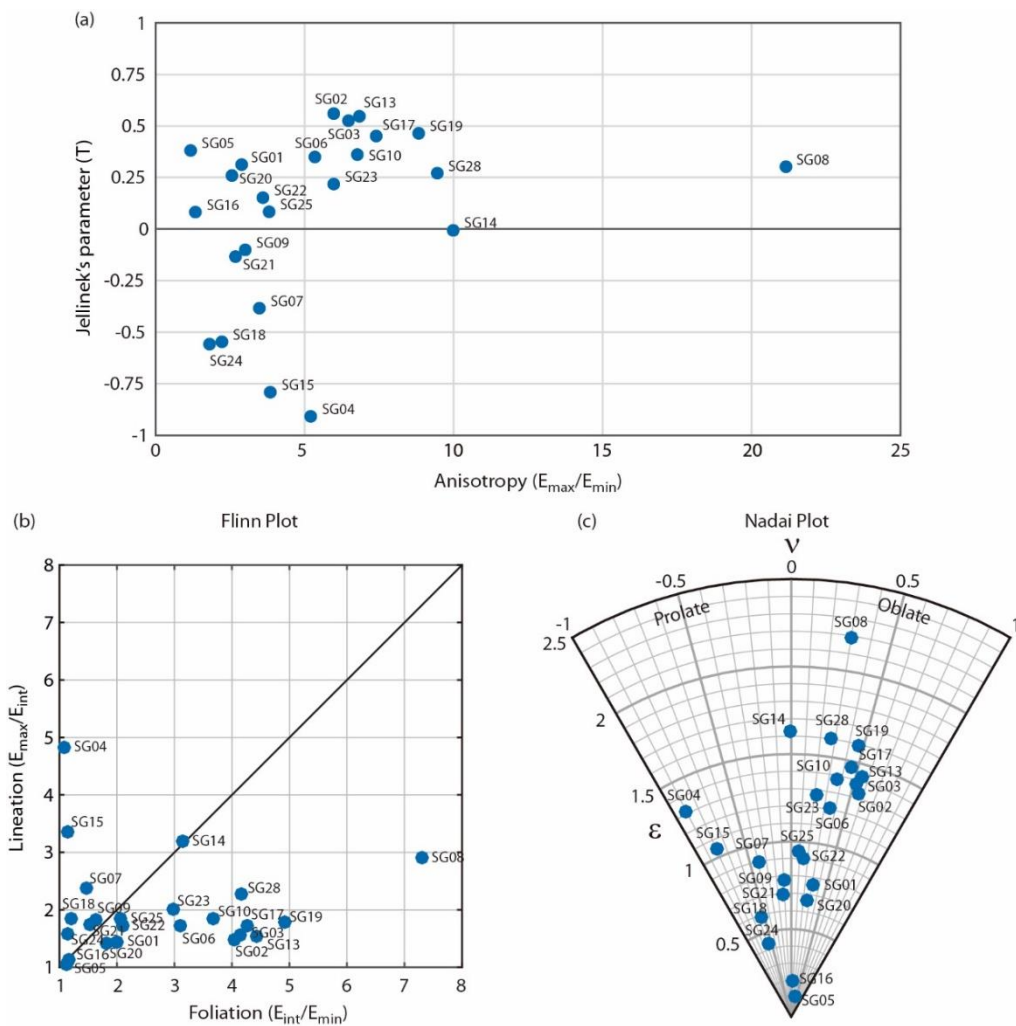 (a)
1
0.75
0.5
0.25
0
-0.25
-0.5
-0.75
-1
Jellinek's parameter (T)
SG02
SG13
SG03
SG17
SG19
SG05
SG06
SG10
SG01
SG20
SG23
SG28
SG08
SG22
SG16
SG25
SG14
SG09
SG21
SG07
SG18
SG24
SG15
SG04
0 5 10 15 20 25
Anisotropy (Emax/Emin)
(b) Flinn Plot
8
7
6
5
4
3
2
1
Lineation (Emax/Eint)
SG04
SG15
SG14
SG08
SG07
SG28
SG23
SG18
SG09
SG25
SG10
SG17
SG19
SG21
SG22
SG24
SG01
SG06
SG03
SG02
SG13
SG16
SG20
SG05
1 2 3 4 5 6 7 8
Foliation (Eint/Emin)
(c) Nadai Plot
ν
-1 -0.5 0 0.5 1
Prolate
Oblate
2.5
2
1.5
1
0.5
ε
SG08
SG14
SG28
SG19
SG17
SG10
SG13
SG03
SG04
SG23
SG02
SG06
SG15
SG07
SG25
SG22
SG09
SG01
SG21
SG20
SG18
SG24
SG16
SG05